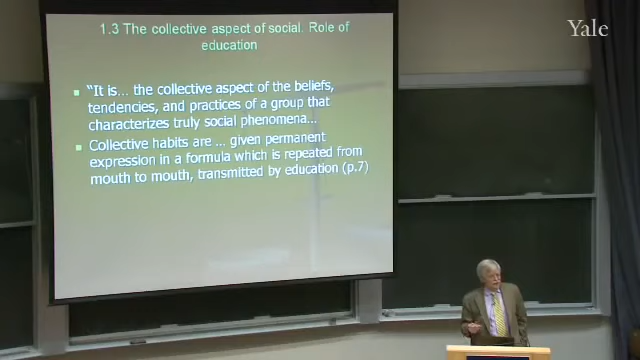 Yale
1.3 The collective aspect of social. Role of
education
“It is… the collective aspect of the beliefs,
tendencies, and practices of a group that
characterizes truly social phenomena…
Collective habits are … given permanent
expression in a formula which is repeated from
mouth to mouth, transmitted by education (p.7)